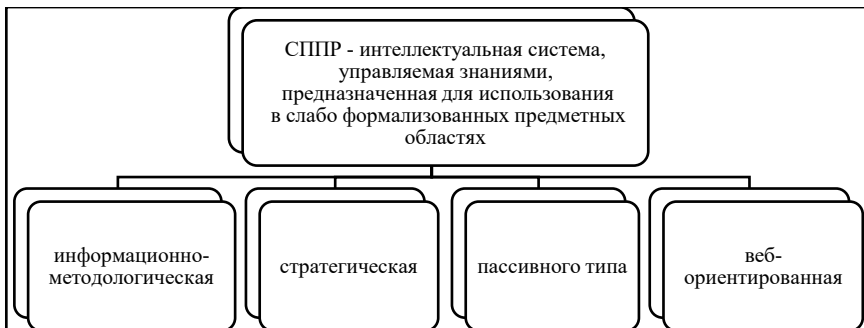 СППР - интеллектуальная система,
управляемая знаниями,
предназначенная для использования
в слабо формализованных предметных
областях
информационно-
методологическая
стратегическая
пассивного типа
веб-
ориентированная